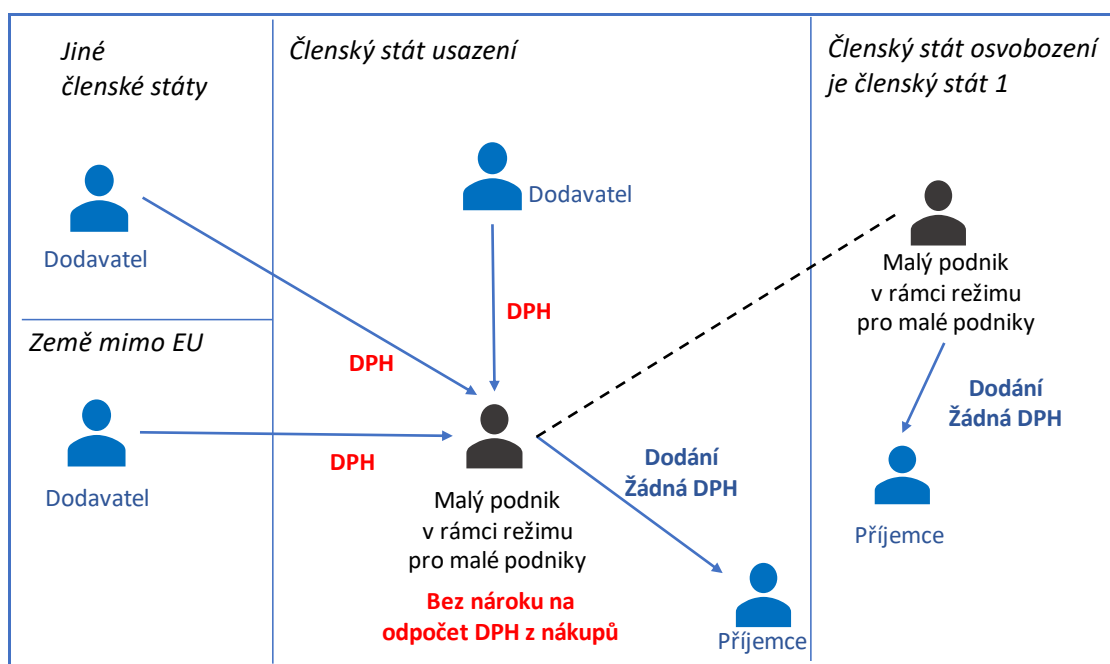 Jiné
členské státy
Dodavatel
Země mimo EU
Dodavatel
Členský stát usazení
Dodavatel
DPH
DPH
DPH
Malý podnik
v rámci režimu
pro malé podniky
Bez nároku na
odpočet DPH z nákupů
Dodání
Žádná DPH
Příjemce
Členský stát osvobození
je členský stát 1
Malý podnik
v rámci režimu
pro malé podniky
Dodání
Žádná DPH
Příjemce